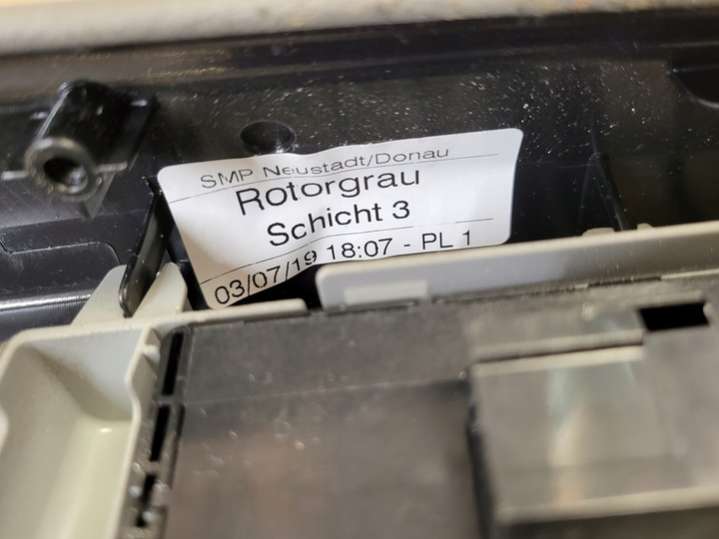 SMP Neustadt/Donau
Rotorgrau
Schicht 3
03/07/19 18:07 - PL 1